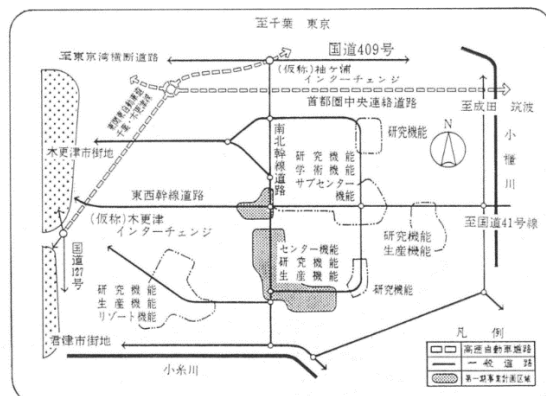 至千葉 東京
国道409号
至東京湾横断道路
(仮称)袖ケ浦
インターチェンジ
首都圏中央連絡道路
至成田 筑波
小櫃川
木更津市街地
南北幹線道路
研究機能
研究機能
学術機能
サブセンター
機能
N
東西幹線道路
(仮称)木更津
インターチェンジ
至国道41号線
研究機能
生産機能
国道127号
センター機能
研究機能
生産機能
研究機能
研究機能
生産機能
リゾート機能
君津市街地
小糸川
凡例
高速自動車道路
一般道路
第一期事業計画区域